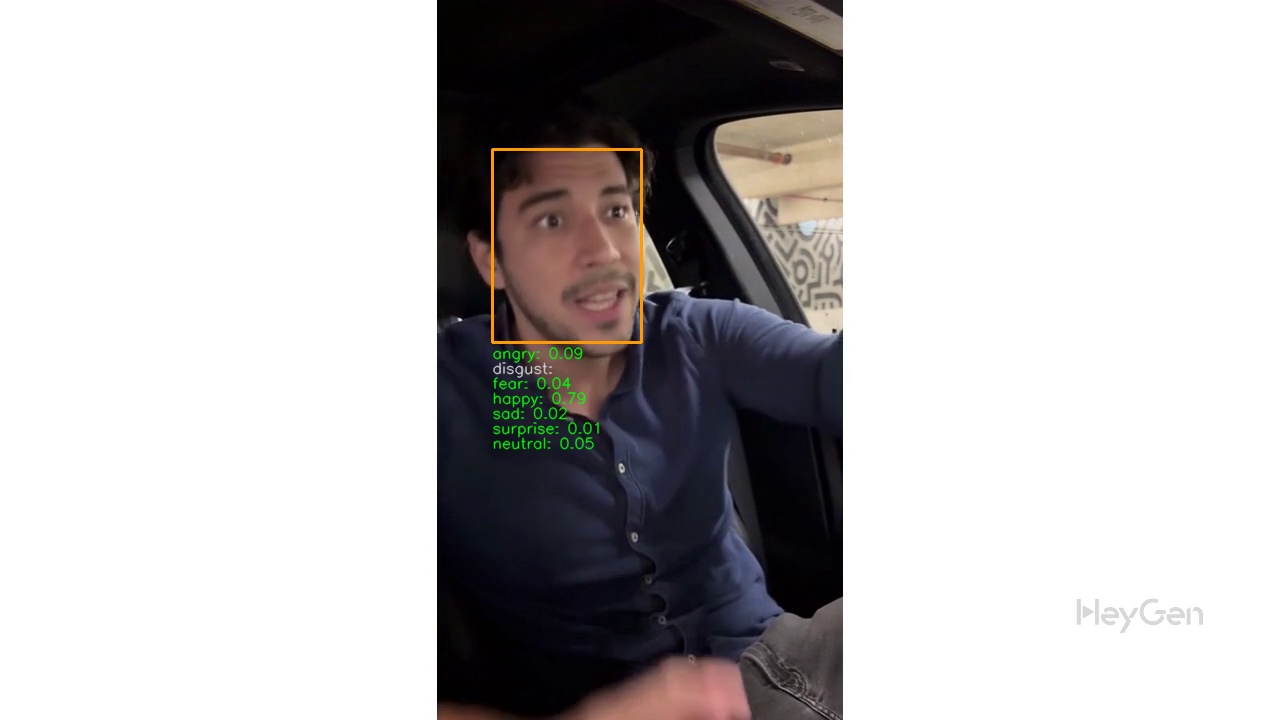 angry: 0.09
disgust:
fear: 0.04
happy: 0.79
sad: 0.02
surprise: 0.01
neutral: 0.05
HeyGen